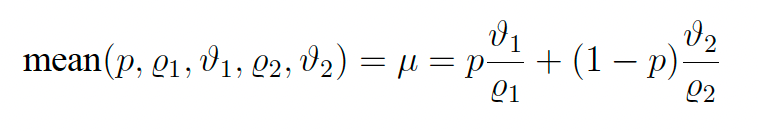 mean(p, ϱ₁, ϑ₁, ϱ₂, ϑ₂) = μ = p ϑ₁/ϱ₁ + (1 − p) ϑ₂/ϱ₂